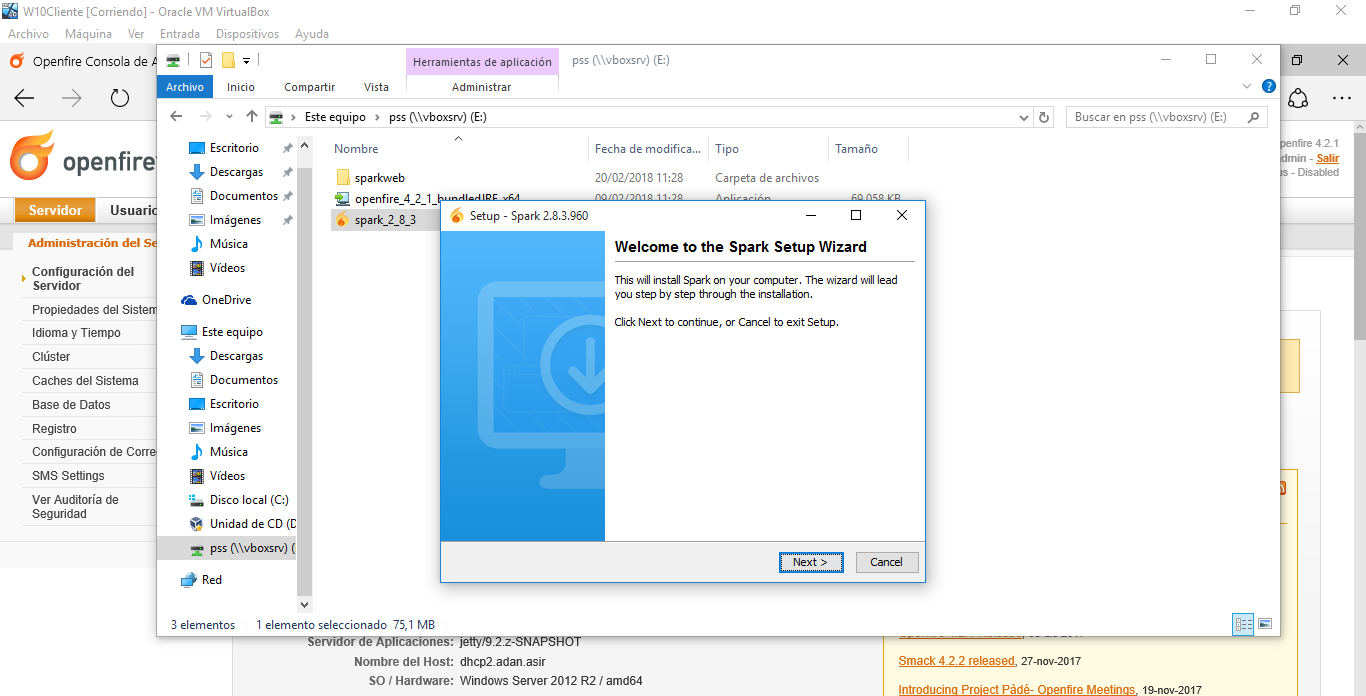 W10Cliente [Corriendo] - Oracle VM VirtualBox
Archivo Máquina Ver Entrada Dispositivos Ayuda
Openfire Consola de A
Herramientas de aplicación
pss (\\vboxsrv) (E:)
Archivo Inicio Compartir Vista Administrar
Este equipo pss (\\vboxsrv) (E:)
Buscar en pss (\\vboxsrv) (E:)
openfire
penfire 4.2.1
dmin - Salir
s - Disabled
Servidor Usuario
Administración del Se
Configuración del
Servidor
Propiedades del Sistem
Idioma y Tiempo
Clúster
Caches del Sistema
Base de Datos
Registro
Configuración de Corre
SMS Settings
Ver Auditoría de
Seguridad
Escritorio
Descargas
Documentos
Imágenes
Música
Vídeos
OneDrive
Este equipo
Descargas
Documentos
Escritorio
Imágenes
Música
Vídeos
Disco local (C:)
Unidad de CD (D
pss (\\vboxsrv) (
Red
Nombre Fecha de modifica... Tipo Tamaño
sparkweb 20/02/2018 11:28 Carpeta de archivos
openfire_4_2_1_bundledJRE_x64 09/02/2018 11:28 Aplicación 69.058 KB
spark_2_8_3
Setup - Spark 2.8.3.960
Welcome to the Spark Setup Wizard
This will install Spark on your computer. The wizard will lead
you step by step through the installation.
Click Next to continue, or Cancel to exit Setup.
Next > Cancel
3 elementos 1 elemento seleccionado 75,1 MB
Servidor de Aplicaciones: jetty/9.2.z-SNAPSHOT
Nombre del Host: dhcp2.adan.asir
SO / Hardware: Windows Server 2012 R2 / amd64
Smack 4.2.2 released, 27-nov-2017
Introducing Project Pàdé- Openfire Meetings, 19-nov-2017